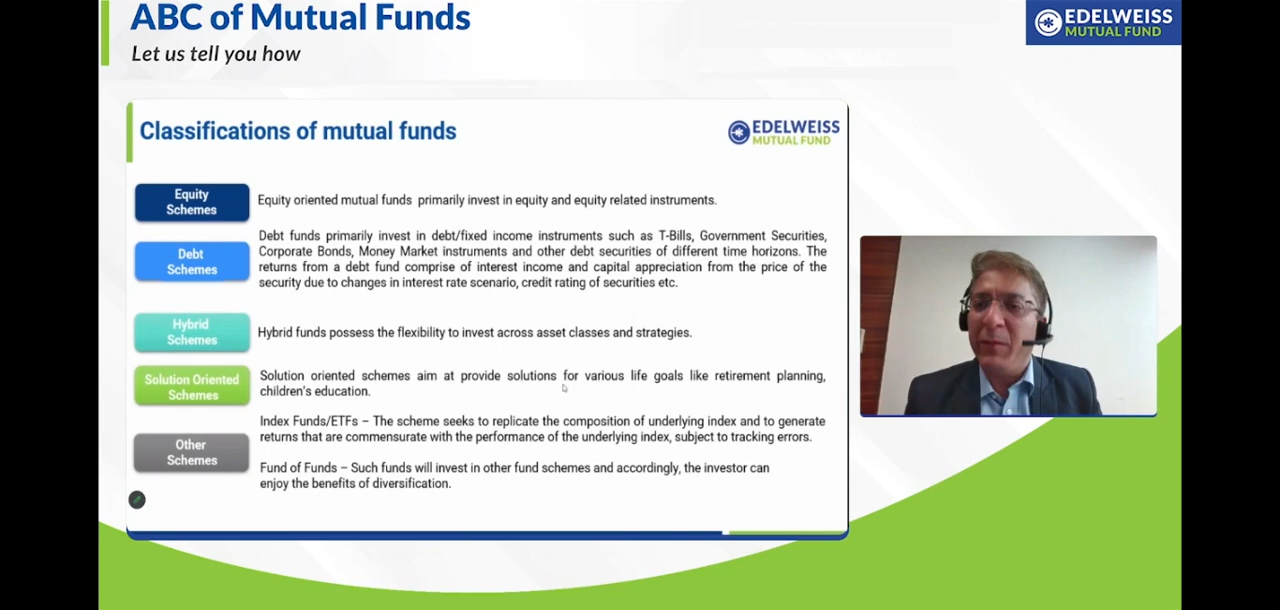 ABC of Mutual Funds
Let us tell you how
EDELWEISS
MUTUAL FUND
Classifications of mutual funds
EDELWEISS
MUTUAL FUND
Equity
Schemes
Equity oriented mutual funds primarily invest in equity and equity related instruments.
Debt
Schemes
Debt funds primarily invest in debt/fixed income instruments such as T-Bills, Government Securities,
Corporate Bonds, Money Market instruments and other debt securities of different time horizons. The
returns from a debt fund comprise of interest income and capital appreciation from the price of the
security due to changes in interest rate scenario, credit rating of securities etc.
Hybrid
Schemes
Hybrid funds possess the flexibility to invest across asset classes and strategies.
Solution Oriented
Schemes
Solution oriented schemes aim at provide solutions for various life goals like retirement planning,
children's education.
Other
Schemes
Index Funds/ETFs – The scheme seeks to replicate the composition of underlying index and to generate
returns that are commensurate with the performance of the underlying index, subject to tracking errors.
Fund of Funds – Such funds will invest in other fund schemes and accordingly, the investor can
enjoy the benefits of diversification.